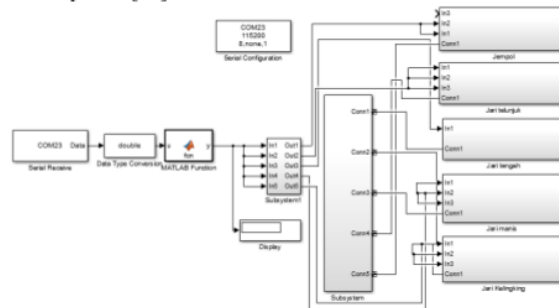 COM23
115200
8,none,1
Serial Configuration
In3
In2
In1
Conn1
Jempol
In1
In2
In3
Conn1
Jari telunjuk
In1
Conn1
Jari tengah
In1
In2
In3
Conn1
Jari manis
In1
In2
In3
Conn1
Jari Kelingking
COM23 Data
Serial Receive
double
Data Type Conversion
u fcn y
MATLAB Function
In1 Out1
In2 Out2
In3 Out3
In4 Out4
In5 Out5
Subsystem1
Display
Conn1
Conn2
Conn3
Conn4
Conn5
Subsystem